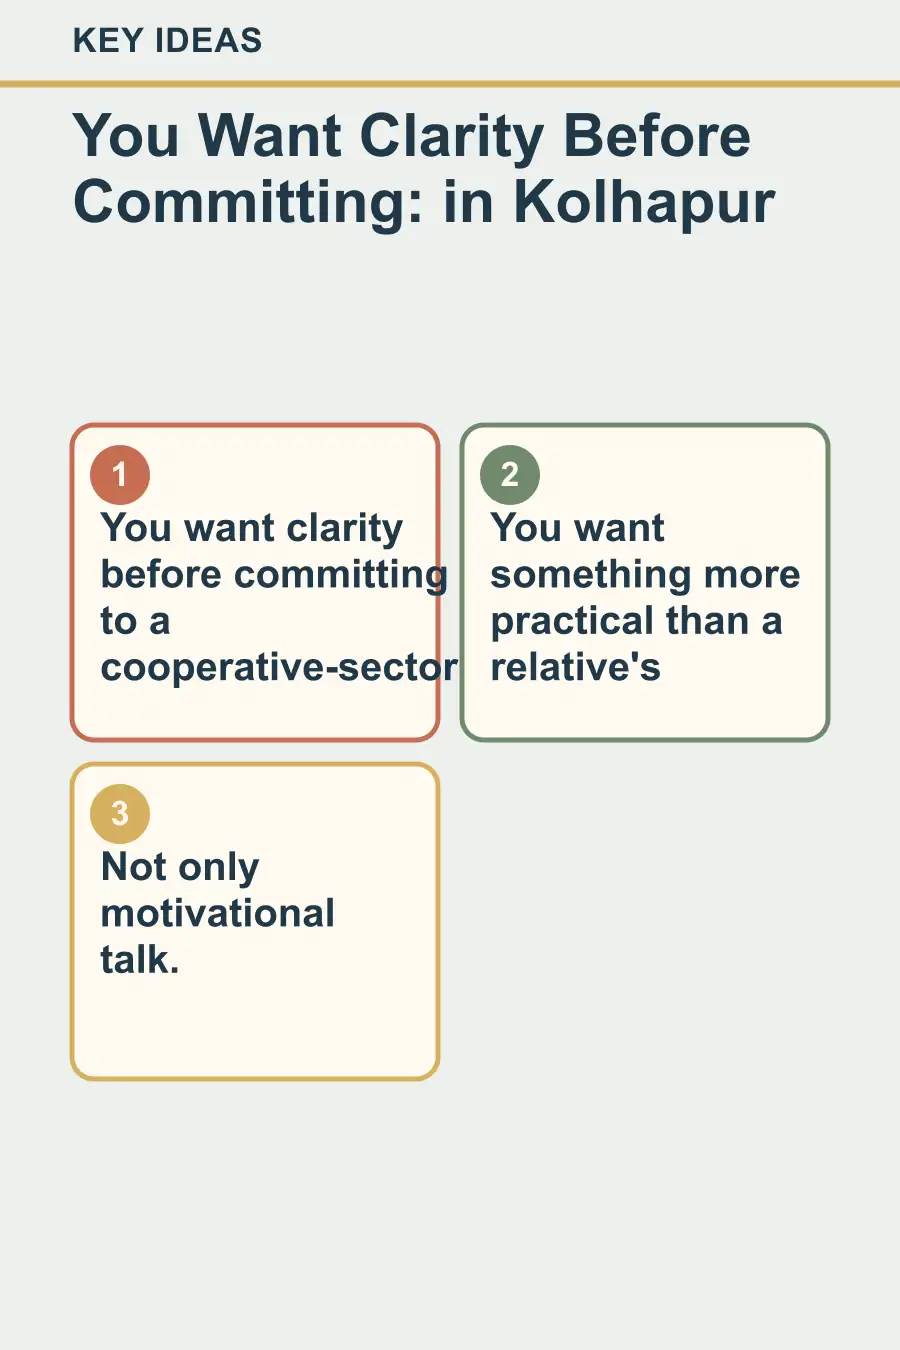 KEY IDEAS
You Want Clarity Before
Committing: in Kolhapur
1
You want clarity
before committing
to a
cooperative-sector
2
You want
something more
practical than a
relative's
3
Not only
motivational
talk.